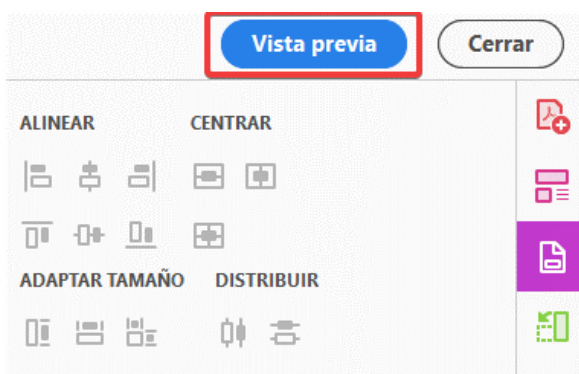 Vista previa
Cerrar
ALINEAR
CENTRAR
ADAPTAR TAMAÑO
DISTRIBUIR